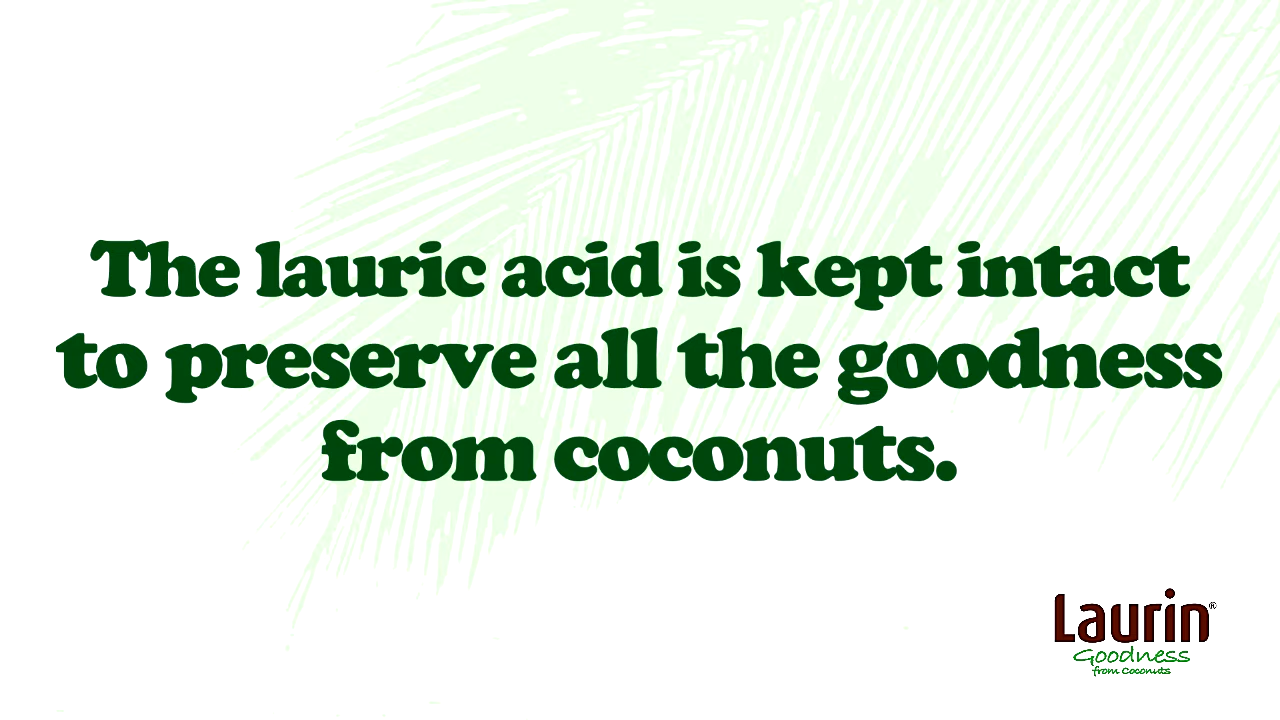 The lauric acid is kept intact
to preserve all the goodness
from coconuts.
Laurin®
Goodness
from Coconuts